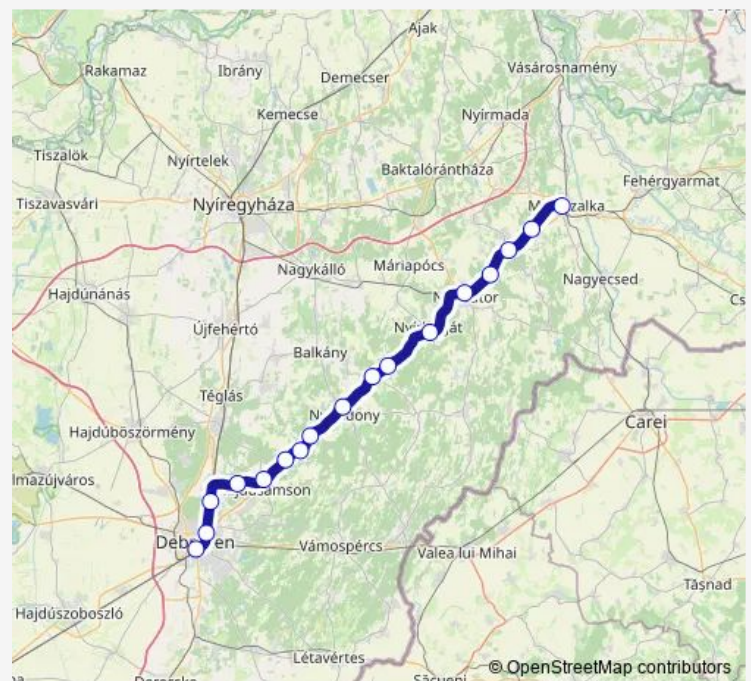 Ajak
Rakamaz
Ibrány
Demecser
Vásárosnamény
Kemecse
Nyírmada
Tiszalök
Nyírtelek
Baktalórántháza
Fehérgyarmat
Tiszavasvári
Nyíregyháza
Nagykálló
Máriapócs
Nagyecsed
Hajdúnánás
Újfehértó
Balkány
Téglás
Carei
Hajdúböszörmény
Vámospércs
Valea lui Mihai
Tășnad
Hajdúszoboszló
Létavértes
© OpenStreetMap contributors